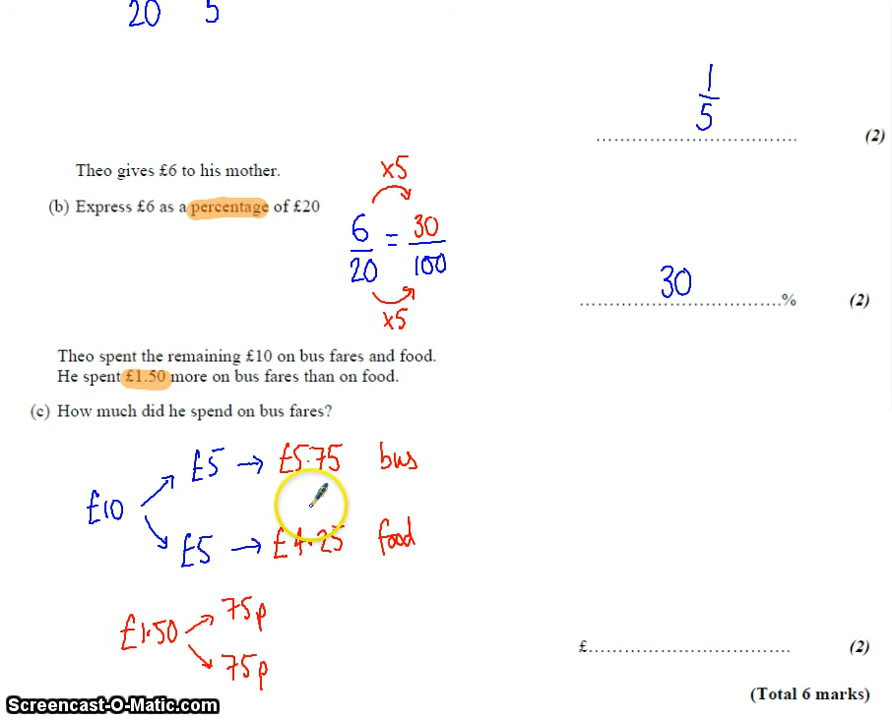 20 5
1
5
(2)
Theo gives £6 to his mother.
x5
(b) Express £6 as a percentage of £20
6 = 30
20 100
x5
30
..............................% (2)
Theo spent the remaining £10 on bus fares and food.
He spent £1.50 more on bus fares than on food.
(c) How much did he spend on bus fares?
£5 → £5.75 bus
£10
£5 → £4.25 food
£1.50
75p
75p
£.............................. (2)
(Total 6 marks)
Screencast-O-Matic.com